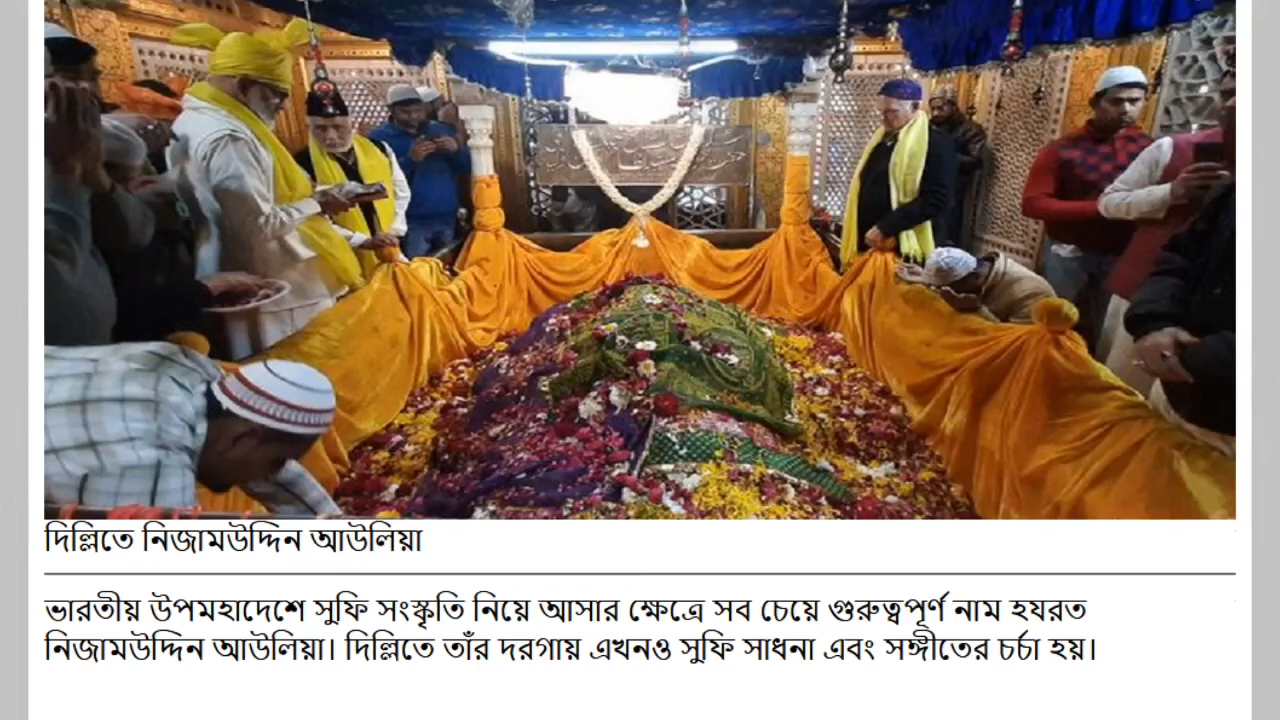 দিল্লিতে নিজামউদ্দিন আউলিয়া
ভারতীয় উপমহাদেশে সুফি সংস্কৃতি নিয়ে আসার ক্ষেত্রে সব চেয়ে গুরুত্বপূর্ণ নাম হযরত
নিজামউদ্দিন আউলিয়া। দিল্লিতে তাঁর দরগায় এখনও সুফি সাধনা এবং সঙ্গীতের চর্চা হয়।